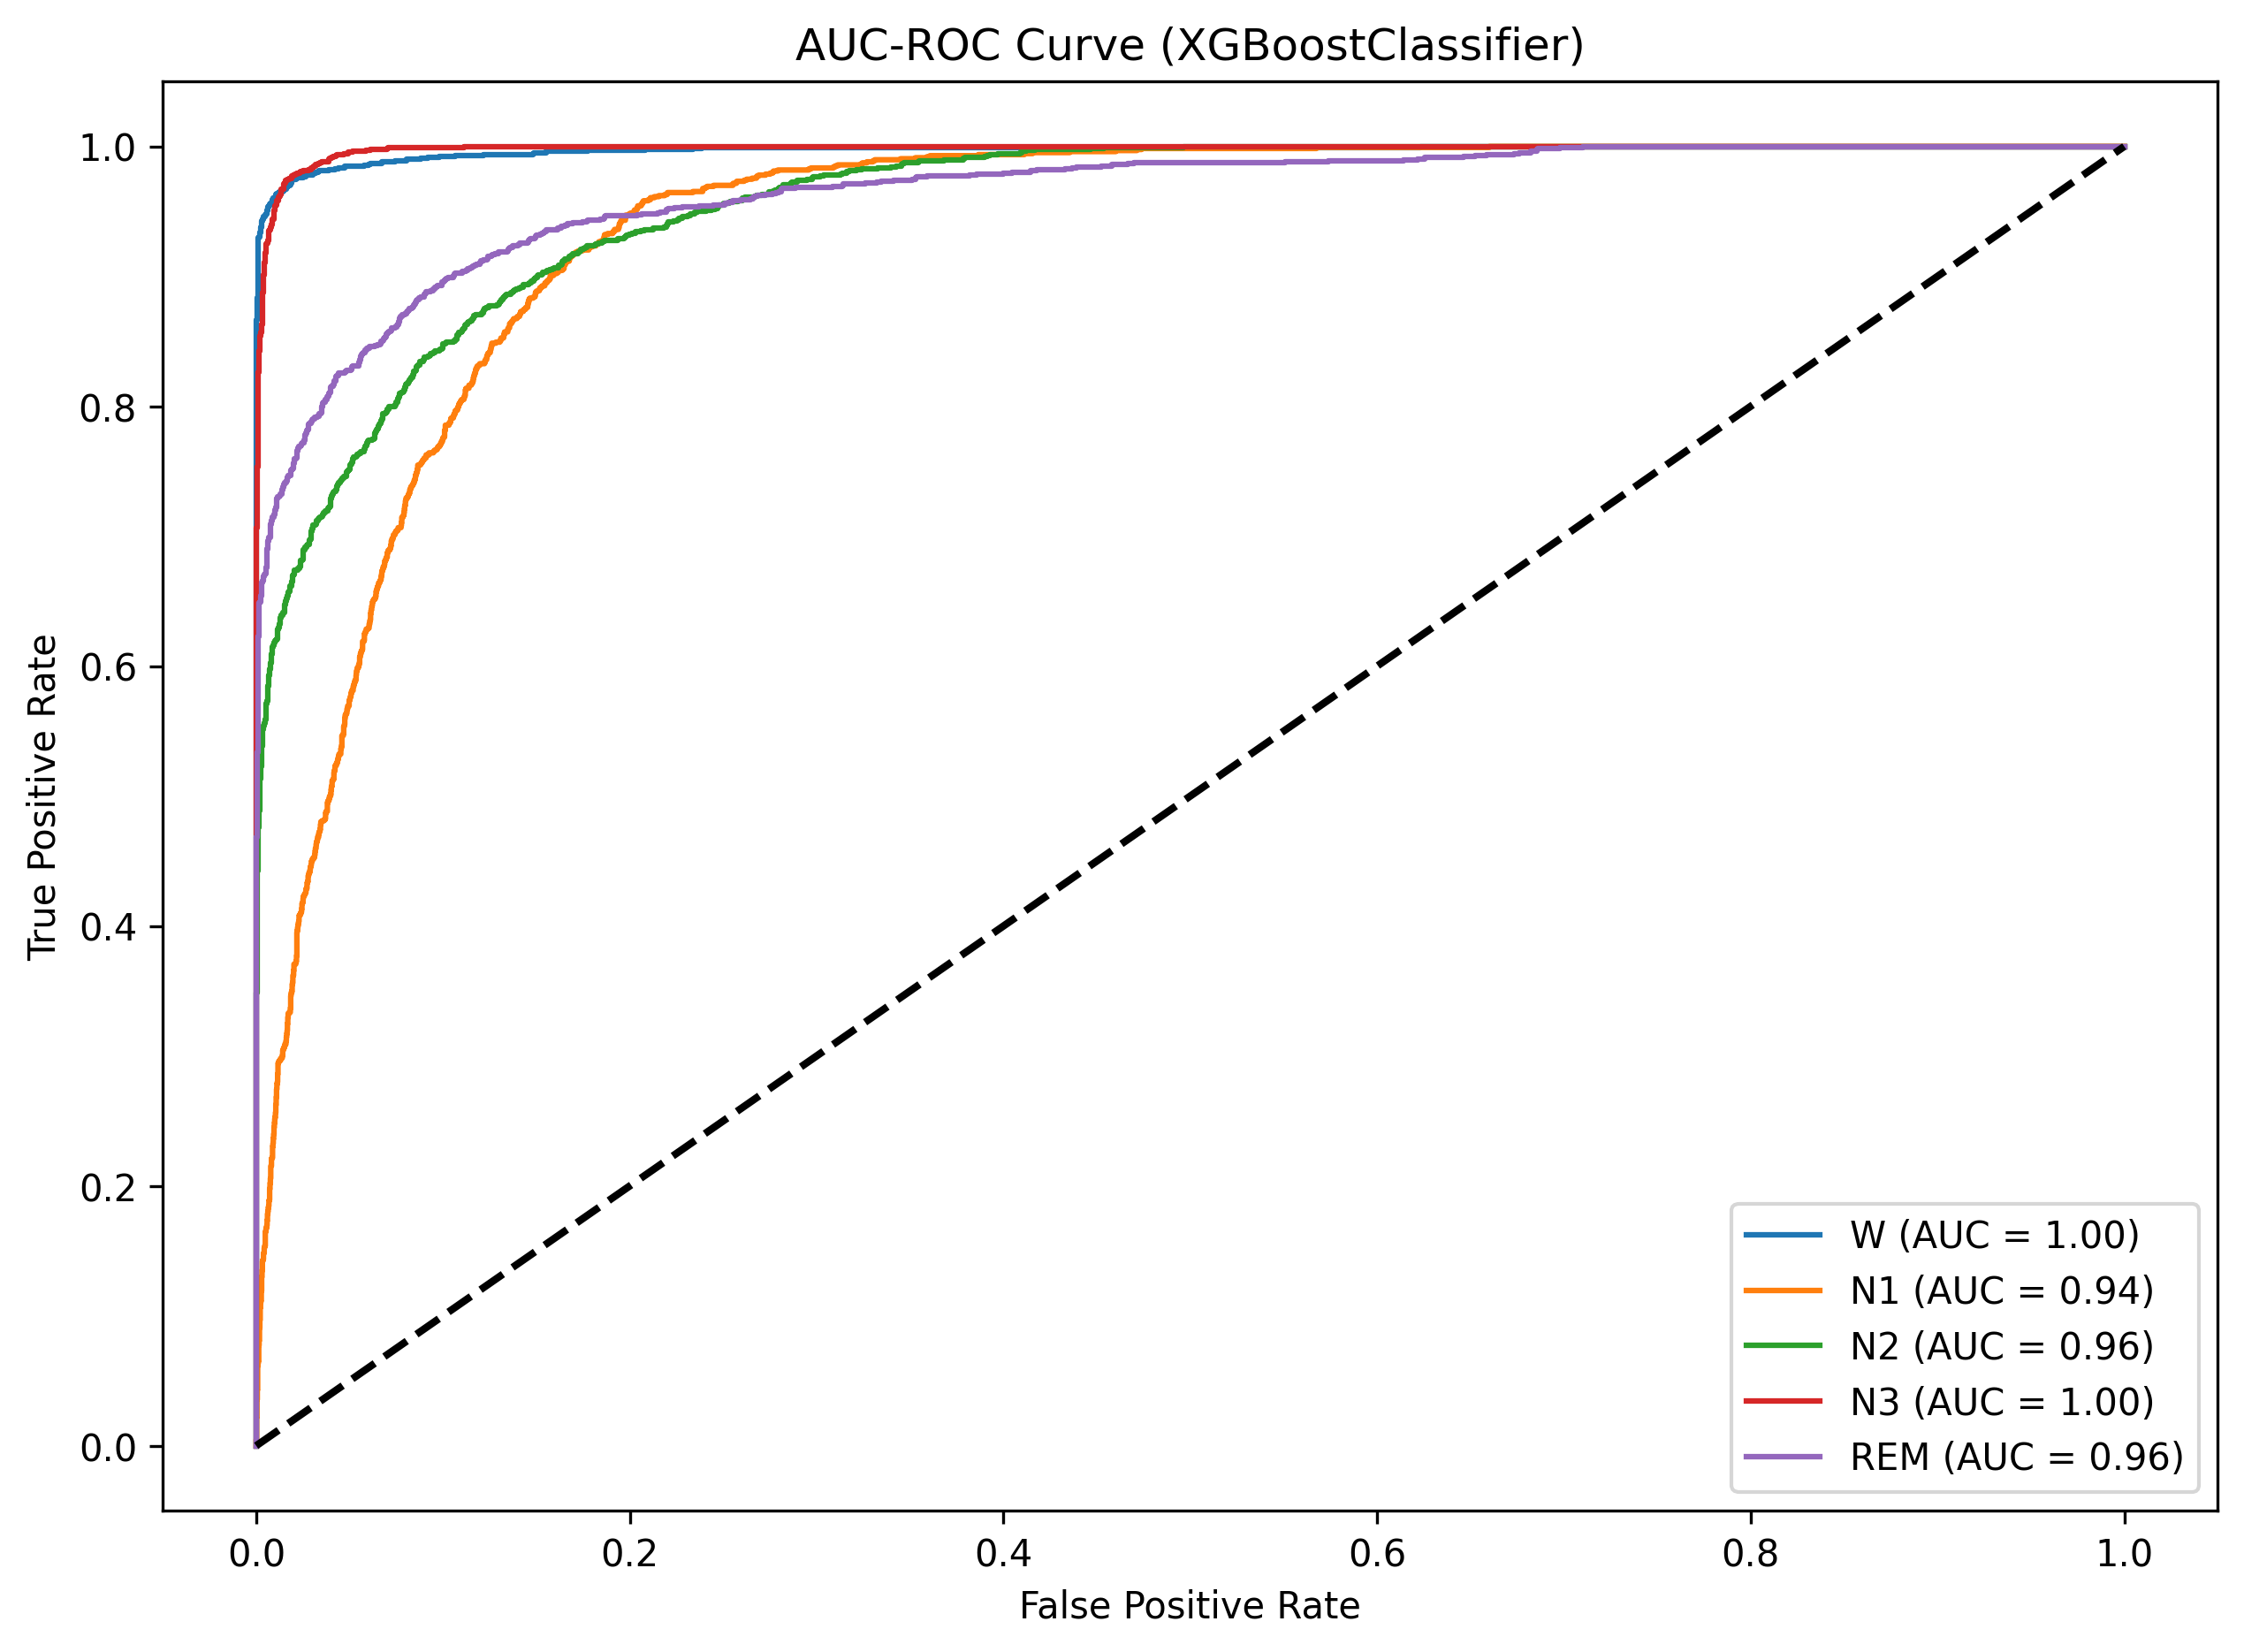 AUC-ROC Curve (XGBoostClassifier)
True Positive Rate
1.0
0.8
0.6
0.4
0.2
0.0
0.0 0.2 0.4 0.6 0.8 1.0
False Positive Rate
W (AUC = 1.00)
N1 (AUC = 0.94)
N2 (AUC = 0.96)
N3 (AUC = 1.00)
REM (AUC = 0.96)